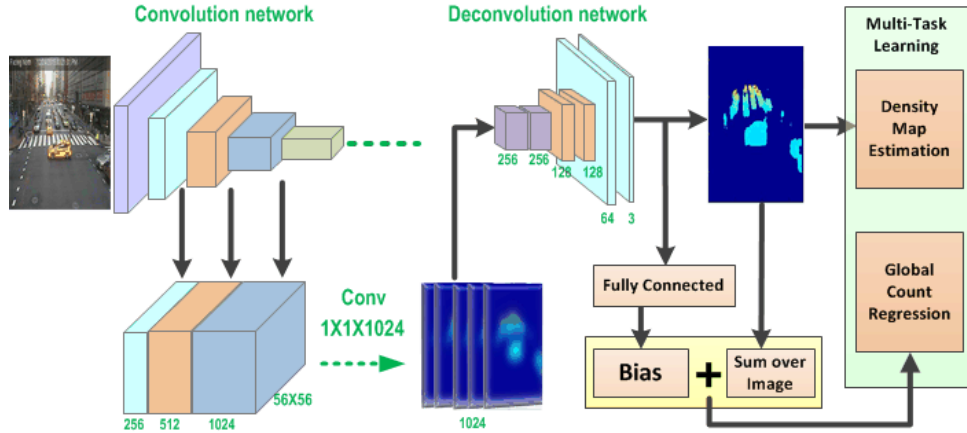 Convolution network
Deconvolution network
Multi-Task
Learning
Density
Map
Estimation
256
256
128
128
64
3
Fully Connected
Global
Count
Regression
Conv
1X1X1024
Bias
+
Sum over
Image
56X56
256
512
1024
1024